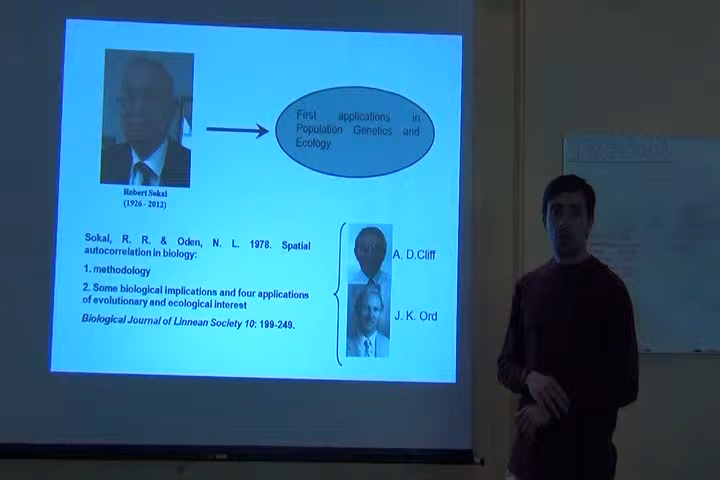 First applications in
Population Genetics and
Ecology
Robert Sokal
(1926 - 2012)
Sokal, R. R. & Oden, N. L. 1978. Spatial
autocorrelation in biology:
1. methodology
2. Some biological implications and four applications
of evolutionary and ecological interest
Biological Journal of Linnean Society 10: 199-249.
A. D.Cliff
J. K. Ord